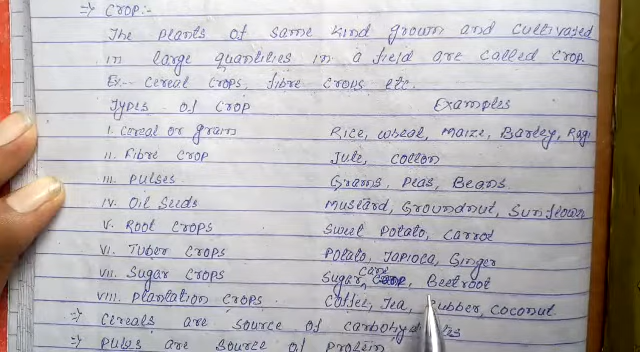 ⇒ Crop:-
The plants of same kind grown and cultivated
in large quantities in a field are called crop.
Ex:- Cereal crops, fibre crops etc.
Types of crop Examples
I. Cereal or grain Rice, wheat, Maize, Barley, Ragi
II. Fibre crop Jute, cotton
III. Pulses Grams, Peas, Beans
IV. Oil Seeds Mustard, Groundnut, Sunflower
V. Root crops Sweet Potato, Carrot
VI. Tuber crops Potato, Tapioca, Ginger
VII. Sugar crops Sugar cane, Beetroot
VIII. Plantation crops Coffee, Tea, Rubber, coconut
⇒ Cereals are source of
⇒ Pulses are source of protein